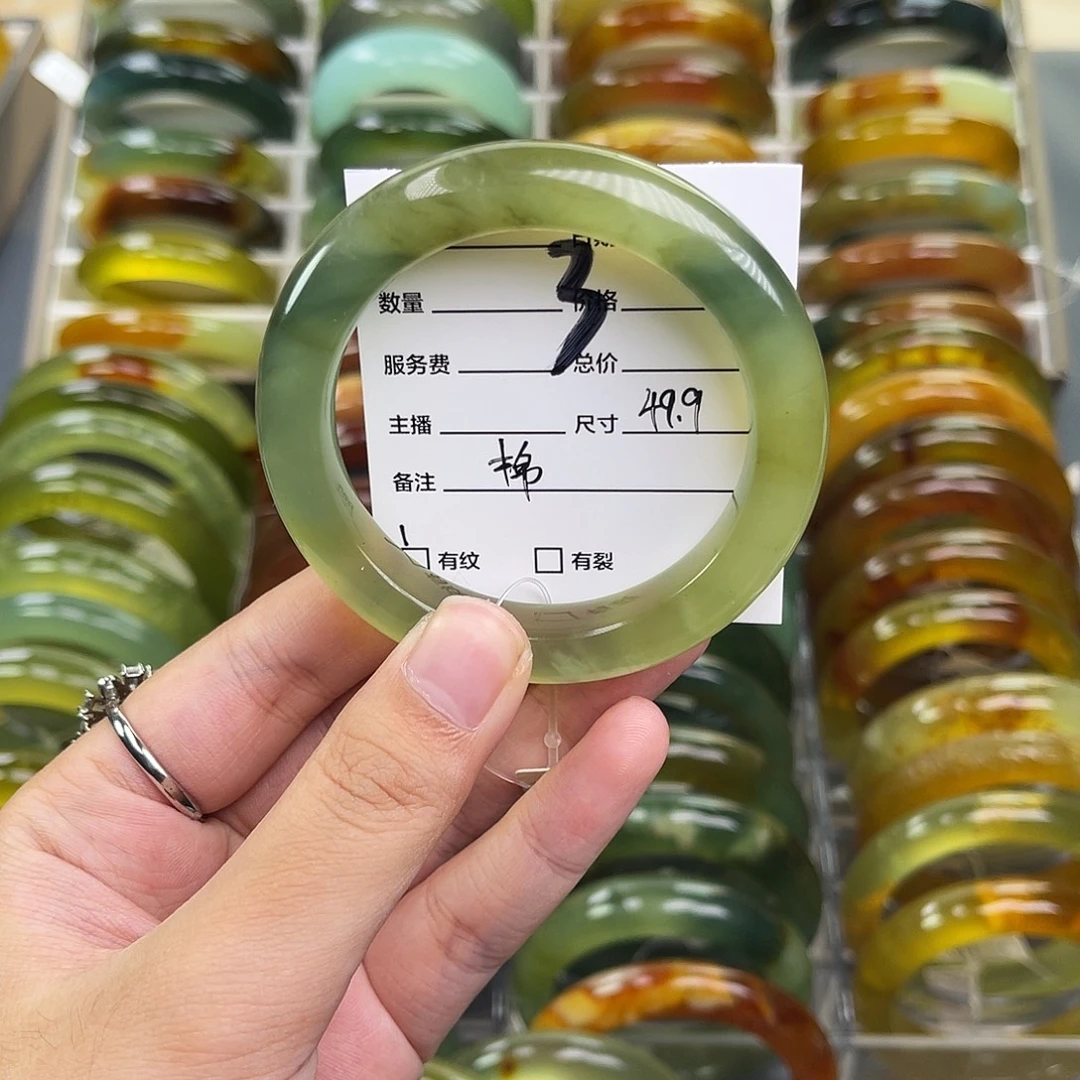 3
数量 价格
服务费 总价
主播 尺寸 49.9
备注 棉
□ 有纹 □ 有裂